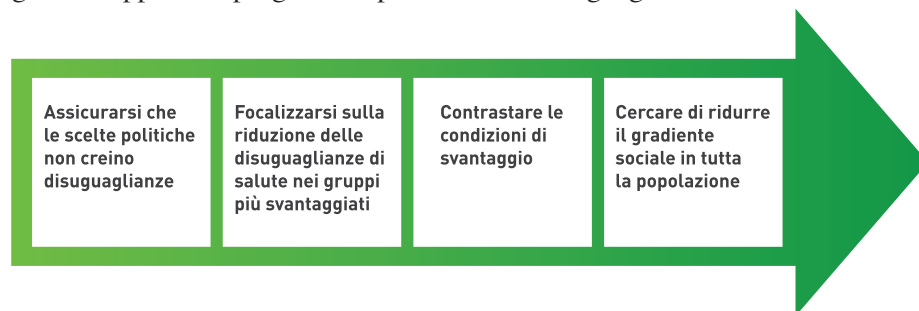 Assicurarsi che
le scelte politiche
non creino
disuguaglianze
Focalizzarsi sulla
riduzione delle
disuguaglianze di
salute nei gruppi
più svantaggiati
Contrastare le
condizioni di
svantaggio
Cercare di ridurre
il gradiente
sociale in tutta
la popolazione